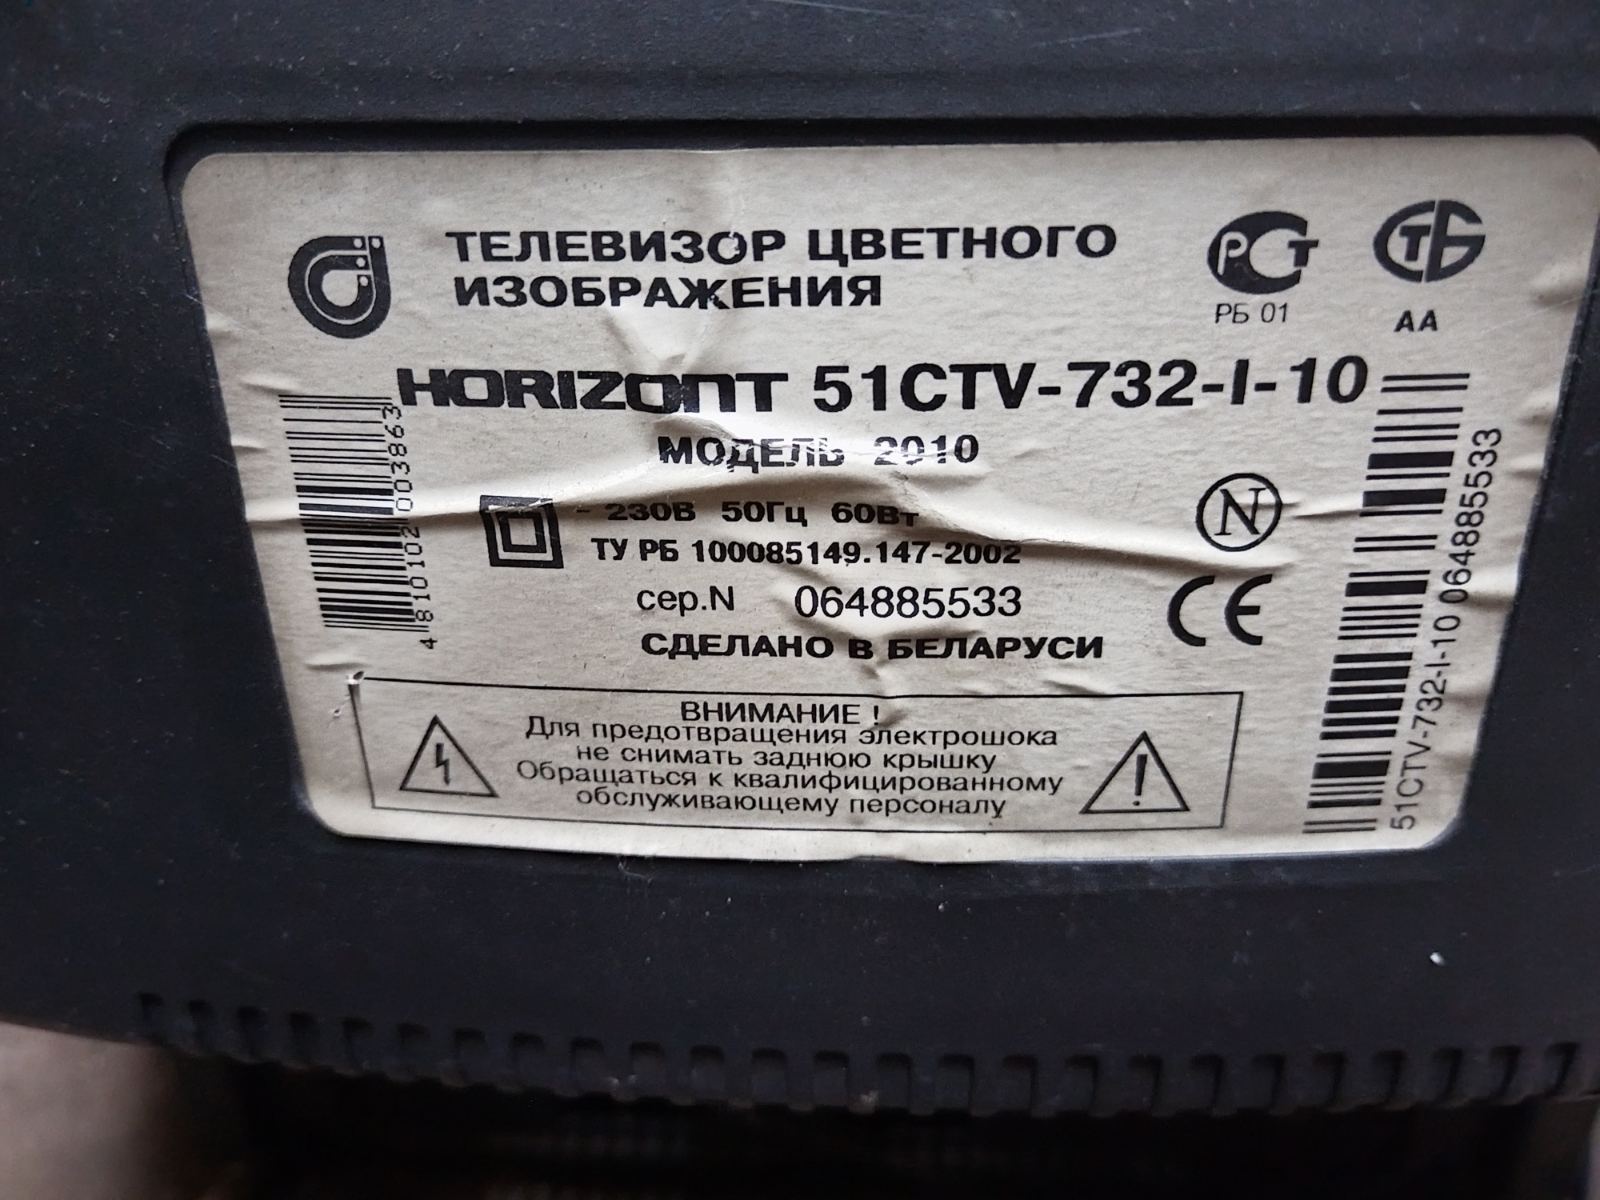 ТЕЛЕВИЗОР ЦВЕТНОГО
ИЗОБРАЖЕНИЯ
РСТ
РБ 01
СТБ
АА
HORIZONT 51CTV-732-I-10
МОДЕЛЬ 2010
~ 230В 50Гц 60Вт
ТУ РБ 100085149.147-2002
сер.N 064885533
СДЕЛАНО В БЕЛАРУСИ
N
CE
4 810102 003863
51CTV-732-I-10 064885533
ВНИМАНИЕ !
Для предотвращения электрошока
не снимать заднюю крышку
Обращаться к квалифицированному
обслуживающему персоналу